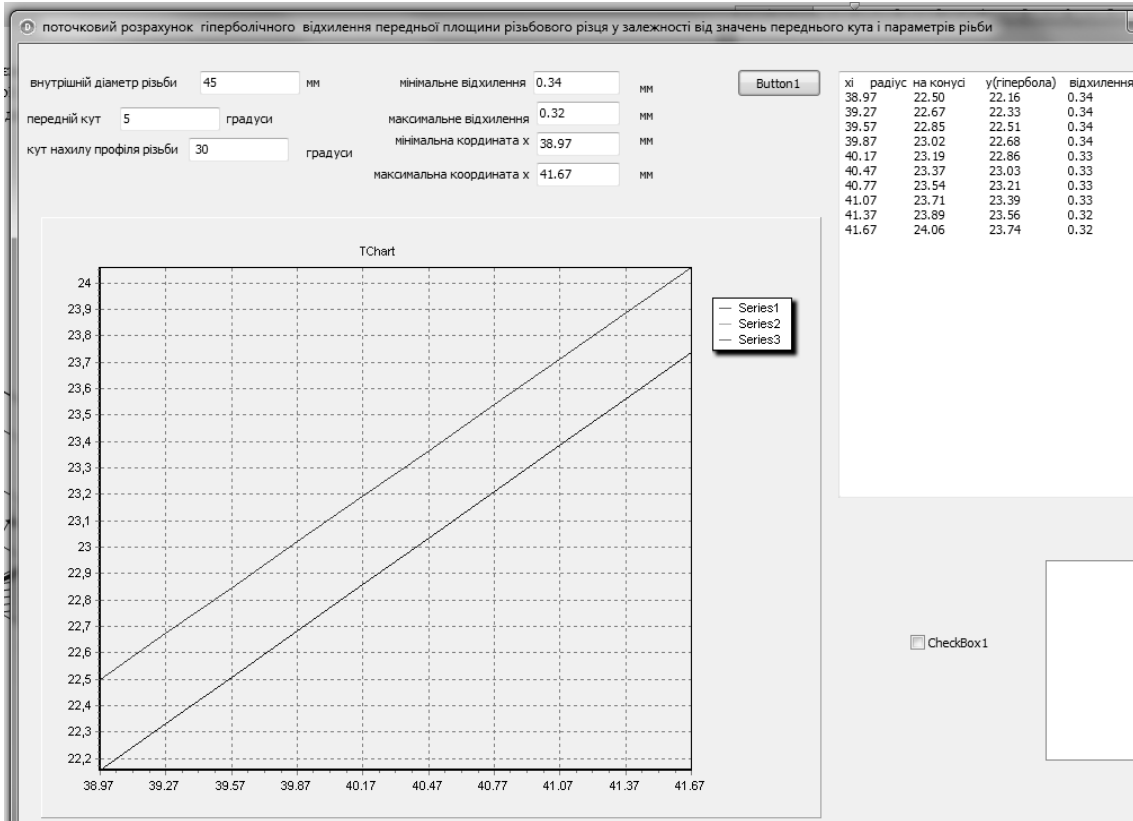 поточковий розрахунок гіперболічного відхилення передньої площини різьбового різця у залежності від значень переднього кута і параметрів рьби
внутрішній діаметр різьби 45 мм
передній кут 5 градуси
кут нахилу профіля різьби 30 градуси
мінімальне відхилення 0.34 мм
максимальне відхилення 0.32 мм
мінімальна кордината х 38.97 мм
максимальна координата х 41.67 мм
Button1
xi радіус на конусі у(гіпербола) відхилення
38.97 22.50 22.16 0.34
39.27 22.67 22.33 0.34
39.57 22.85 22.51 0.34
39.87 23.02 22.68 0.34
40.17 23.19 22.86 0.33
40.47 23.37 23.03 0.33
40.77 23.54 23.21 0.33
41.07 23.71 23.39 0.33
41.37 23.89 23.56 0.32
41.67 24.06 23.74 0.32
TChart
24
23,9
23,8
23,7
23,6
23,5
23,4
23,3
23,2
23,1
23
22,9
22,8
22,7
22,6
22,5
22,4
22,3
22,2
38.97 39.27 39.57 39.87 40.17 40.47 40.77 41.07 41.37 41.67
Series1
Series2
Series3
CheckBox1